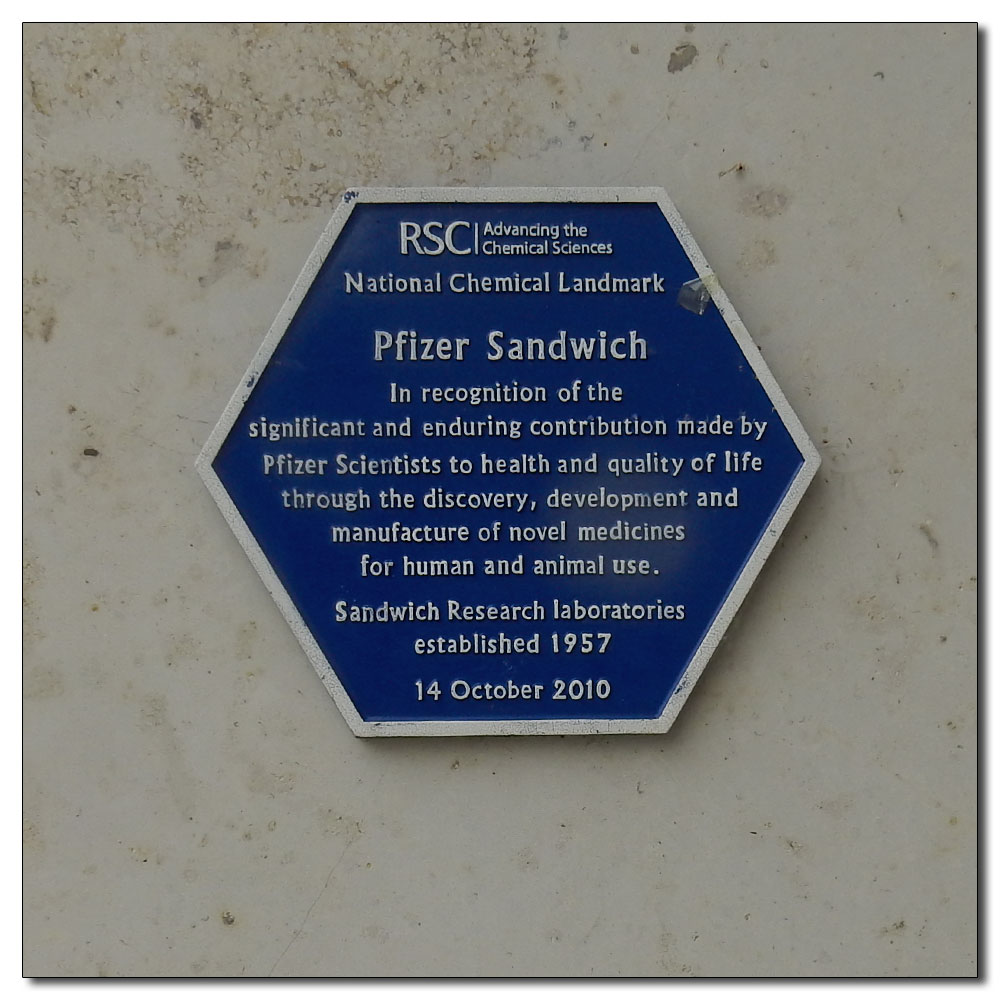 RSC | Advancing the
Chemical Sciences
National Chemical Landmark
Pfizer Sandwich
In recognition of the
significant and enduring contribution made by
Pfizer Scientists to health and quality of life
through the discovery, development and
manufacture of novel medicines
for human and animal use.
Sandwich Research laboratories
established 1957
14 October 2010